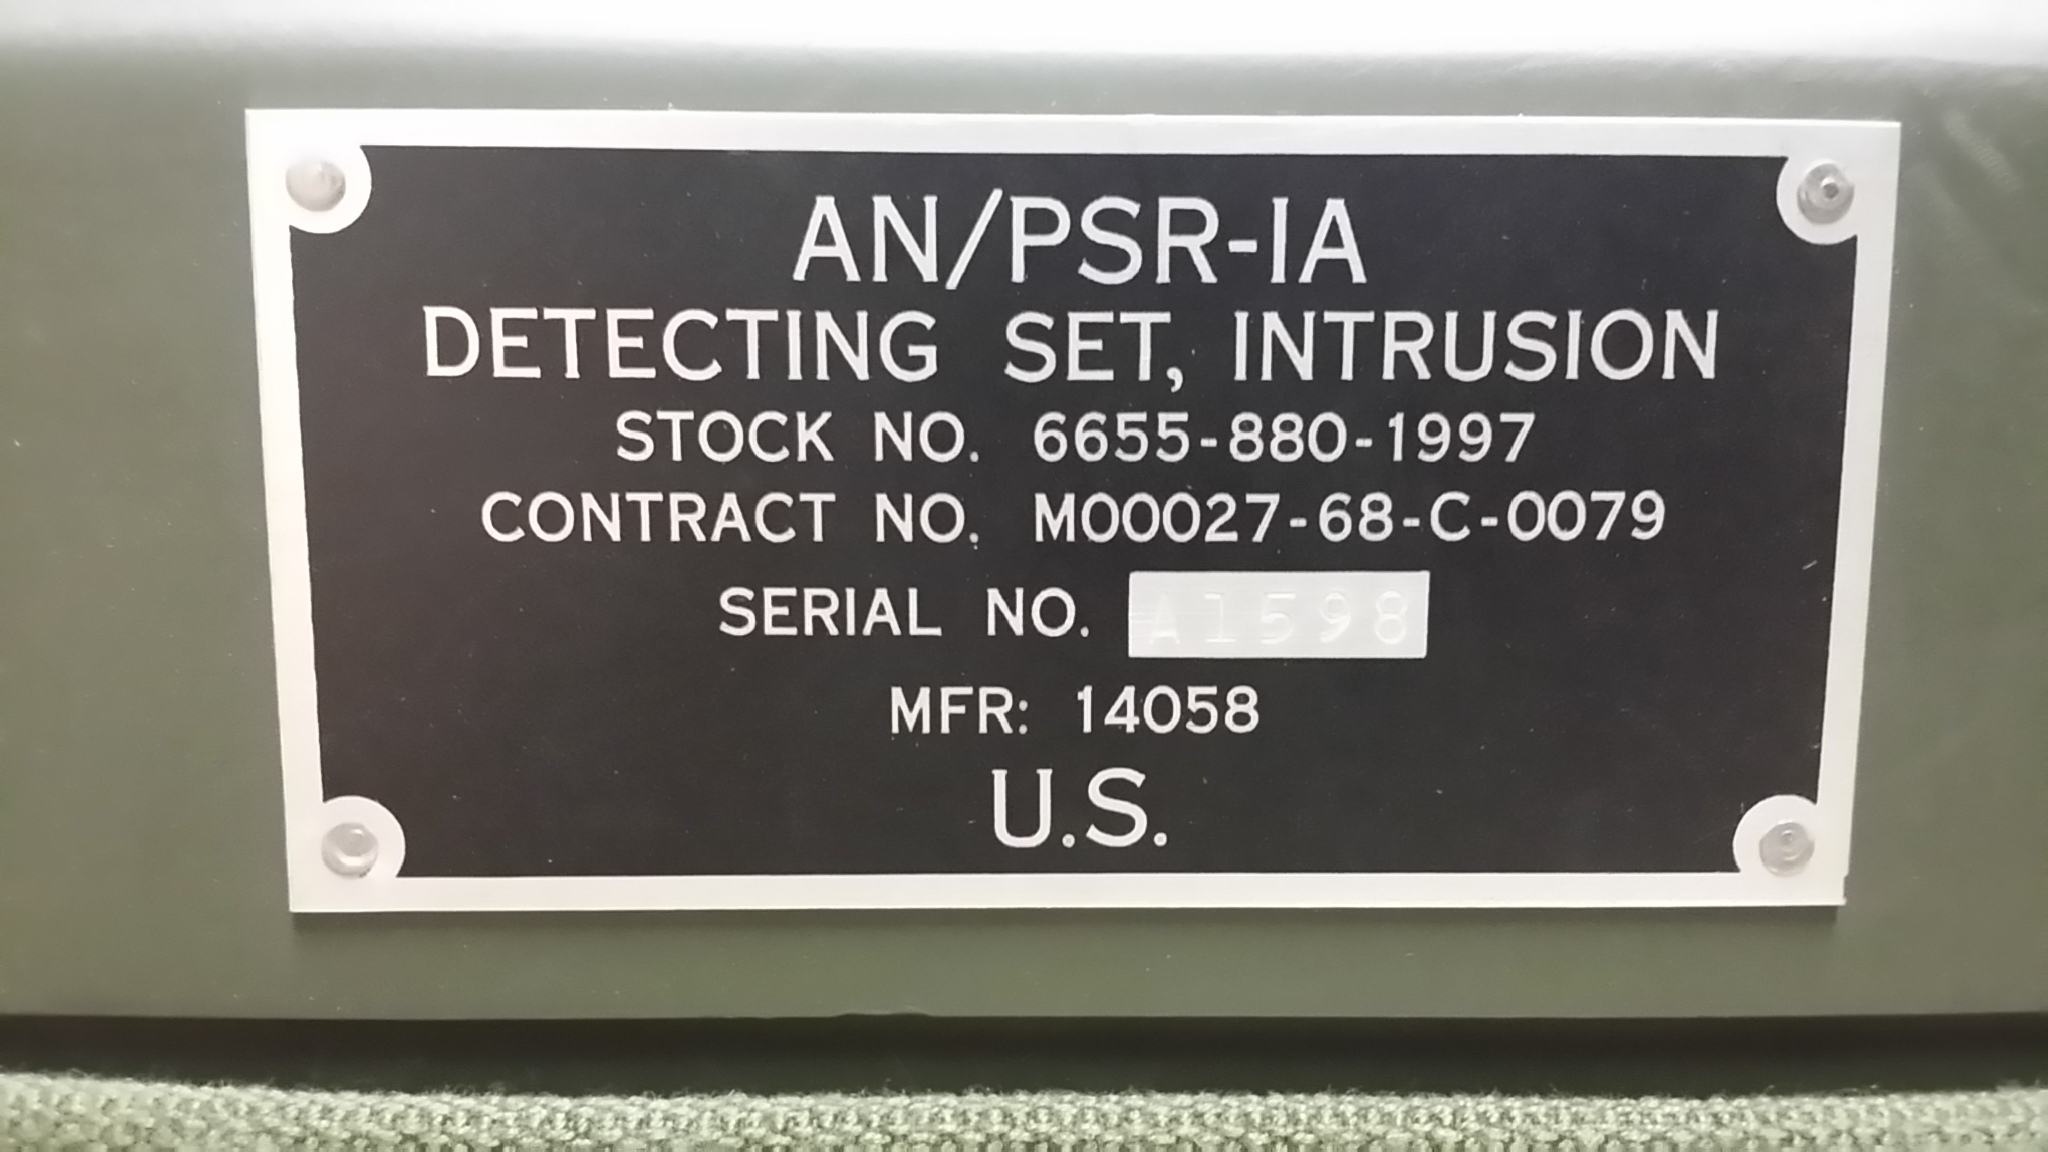 AN/PSR-1A
DETECTING SET, INTRUSION
STOCK NO. 6655-880-1997
CONTRACT NO. M00027-68-C-0079
SERIAL NO. A1598
MFR: 14058
U.S.